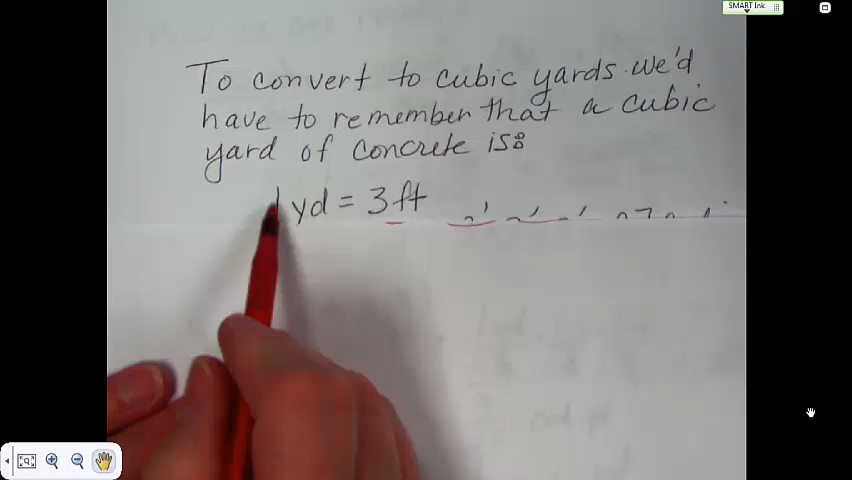 SMART Ink
To convert to cubic yards we'd
have to remember that a cubic
yard of concrete is:
1 yd = 3 ft